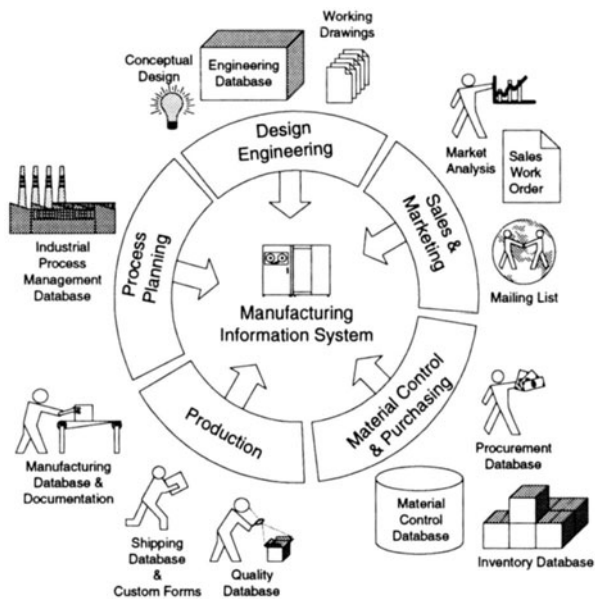 Working
Drawings
Conceptual
Design
Engineering
Database
Design
Engineering
Market
Analysis
Sales
Work
Order
Sales &
Marketing
Mailing List
Industrial
Process
Management
Database
Process
Planning
Manufacturing
Information System
Material Control
& Purchasing
Procurement
Database
Production
Manufacturing
Database &
Documentation
Material
Control
Database
Inventory Database
Shipping
Database
&
Custom Forms
Quality
Database